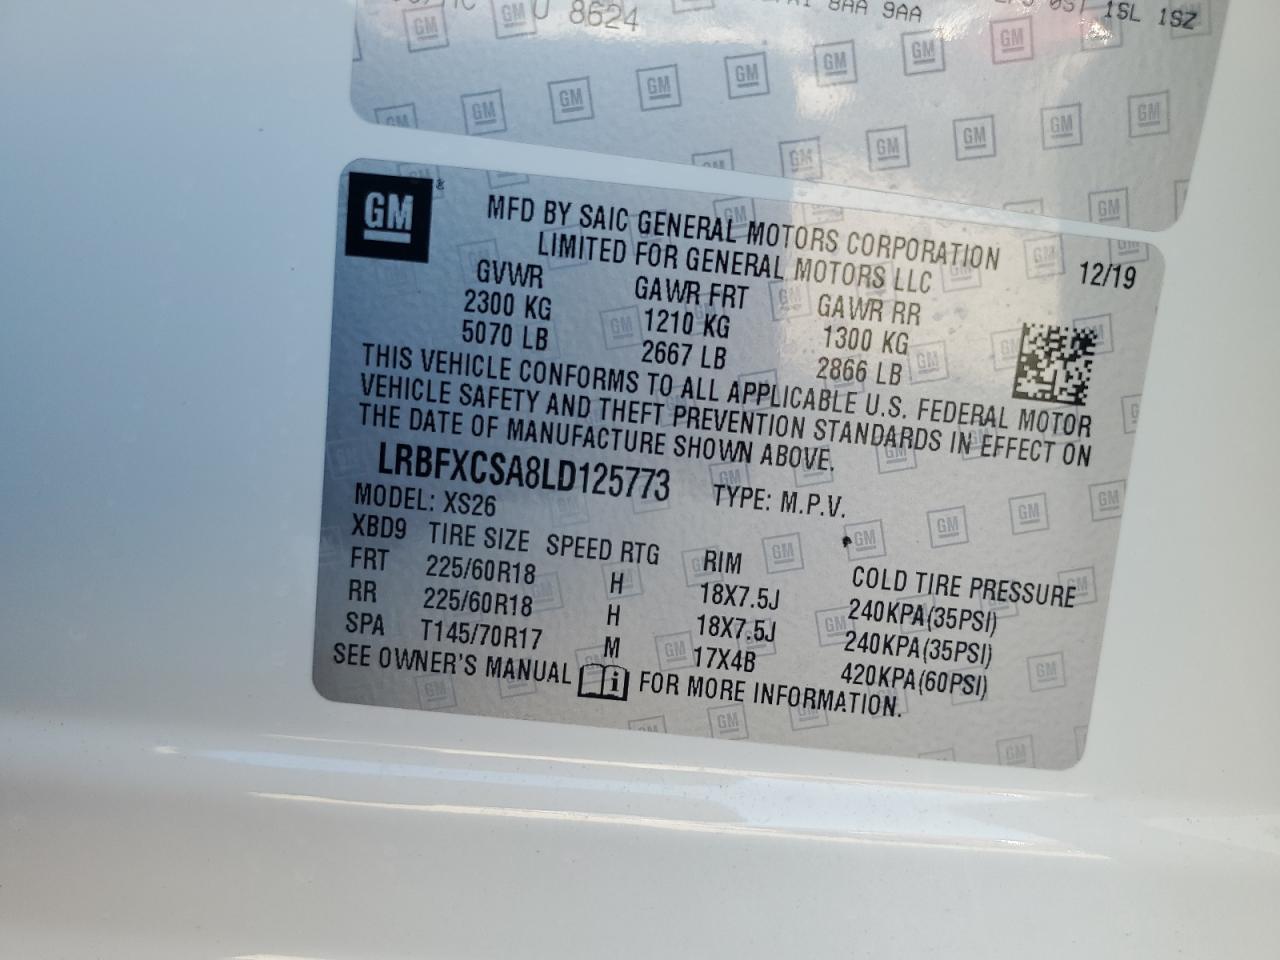 U 8624
8AA 9AA
1SL 1SZ
GM
MFD BY SAIC GENERAL MOTORS CORPORATION
LIMITED FOR GENERAL MOTORS LLC
12/19
GVWR GAWR FRT GAWR RR
2300 KG 1210 KG 1300 KG
5070 LB 2667 LB 2866 LB
THIS VEHICLE CONFORMS TO ALL APPLICABLE U.S. FEDERAL MOTOR
VEHICLE SAFETY AND THEFT PREVENTION STANDARDS IN EFFECT ON
THE DATE OF MANUFACTURE SHOWN ABOVE.
LRBFXCSA8LD125773 TYPE: M.P.V.
MODEL: XS26
XBD9 TIRE SIZE SPEED RTG RIM COLD TIRE PRESSURE
FRT 225/60R18 H 18X7.5J 240KPA(35PSI)
RR 225/60R18 H 18X7.5J 240KPA(35PSI)
SPA T145/70R17 M 17X4B 420KPA(60PSI)
SEE OWNER'S MANUAL i FOR MORE INFORMATION.